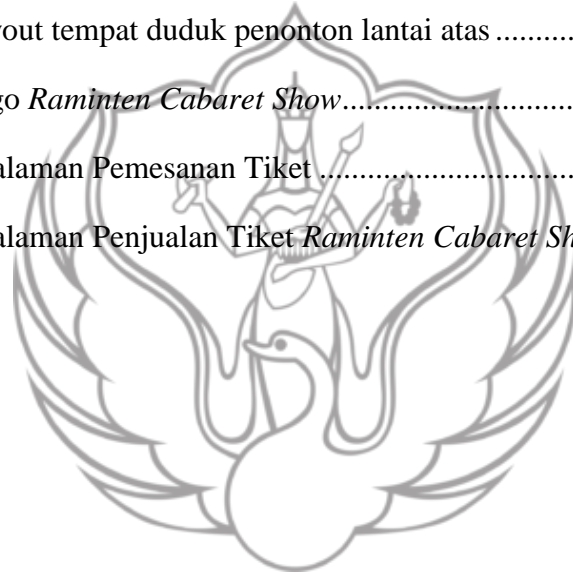 yout tempat duduk penonton lantai atas ..........
go Raminten Cabaret Show............................
alaman Pemesanan Tiket ...............................
alaman Penjualan Tiket Raminten Cabaret Sh